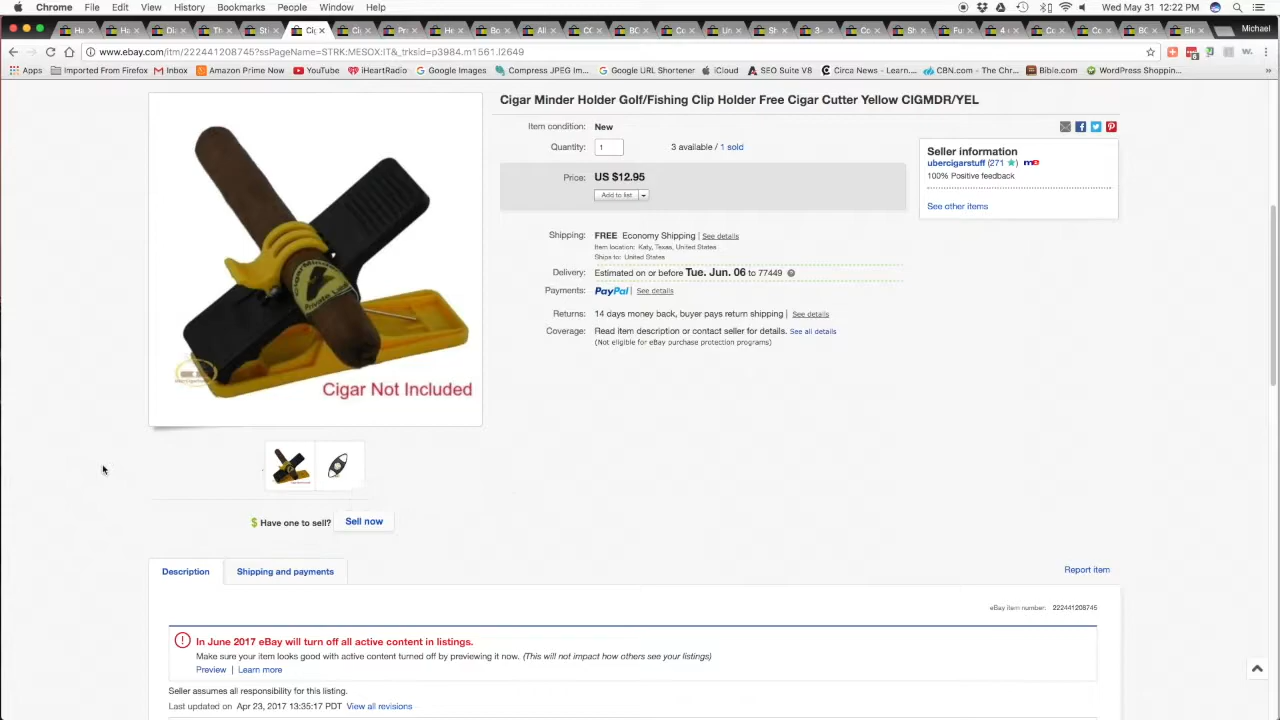 Chrome File Edit View History Bookmarks People Window Help Wed May 31 12:22 PM Michael
Michael
www.ebay.com/itm/222441208745?ssPageName=STRK:MESOX:IT&_trksid=p3984.m1561.l2649
Apps Imported From Firefox Inbox Amazon Prime Now YouTube iHeartRadio Google Images Compress JPEG Im... Google URL Shortener iCloud SEO Suite V8 Circa News - Learn.... CBN.com - The Chr... Bible.com WordPress Shoppin...
Cigar Minder Holder Golf/Fishing Clip Holder Free Cigar Cutter Yellow CIGMDR/YEL
Item condition: New
Quantity: 1 3 available / 1 sold
Price: US $12.95
Add to list
Seller information
ubercigarstuff (271)
100% Positive feedback
See other items
Shipping: FREE Economy Shipping | See details
Item location: Katy, Texas, United States
Ships to: United States
Delivery: Estimated on or before Tue. Jun. 06 to 77449
Payments: PayPal | See details
Returns: 14 days money back, buyer pays return shipping | See details
Coverage: Read item description or contact seller for details. See all details
(Not eligible for eBay purchase protection programs)
Cigar Not Included
$ Have one to sell? Sell now
Description Shipping and payments Report item
eBay item number: 222441208745
In June 2017 eBay will turn off all active content in listings.
Make sure your item looks good with active content turned off by previewing it now. (This will not impact how others see your listings)
Preview | Learn more
Seller assumes all responsibility for this listing.
Last updated on Apr 23, 2017 13:35:17 PDT View all revisions